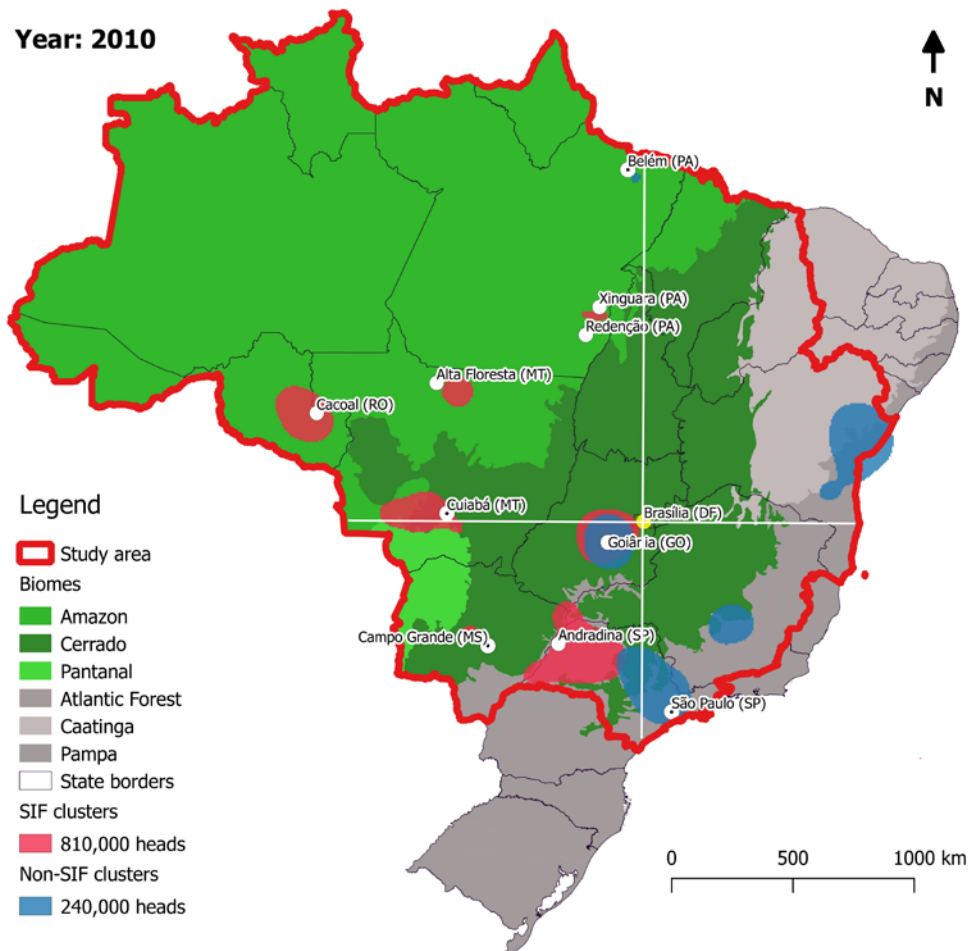 Year: 2010
N
Belém (PA)
Xinguara (PA)
Redenção (PA)
Alta Floresta (MT)
Cacoal (RO)
Cuiabá (MT)
Brasília (DF)
Goiânia (GO)
Campo Grande (MS)
Andradina (SP)
São Paulo (SP)
Legend
Study area
Biomes
Amazon
Cerrado
Pantanal
Atlantic Forest
Caatinga
Pampa
State borders
SIF clusters
810,000 heads
Non-SIF clusters
240,000 heads
0 500 1000 km